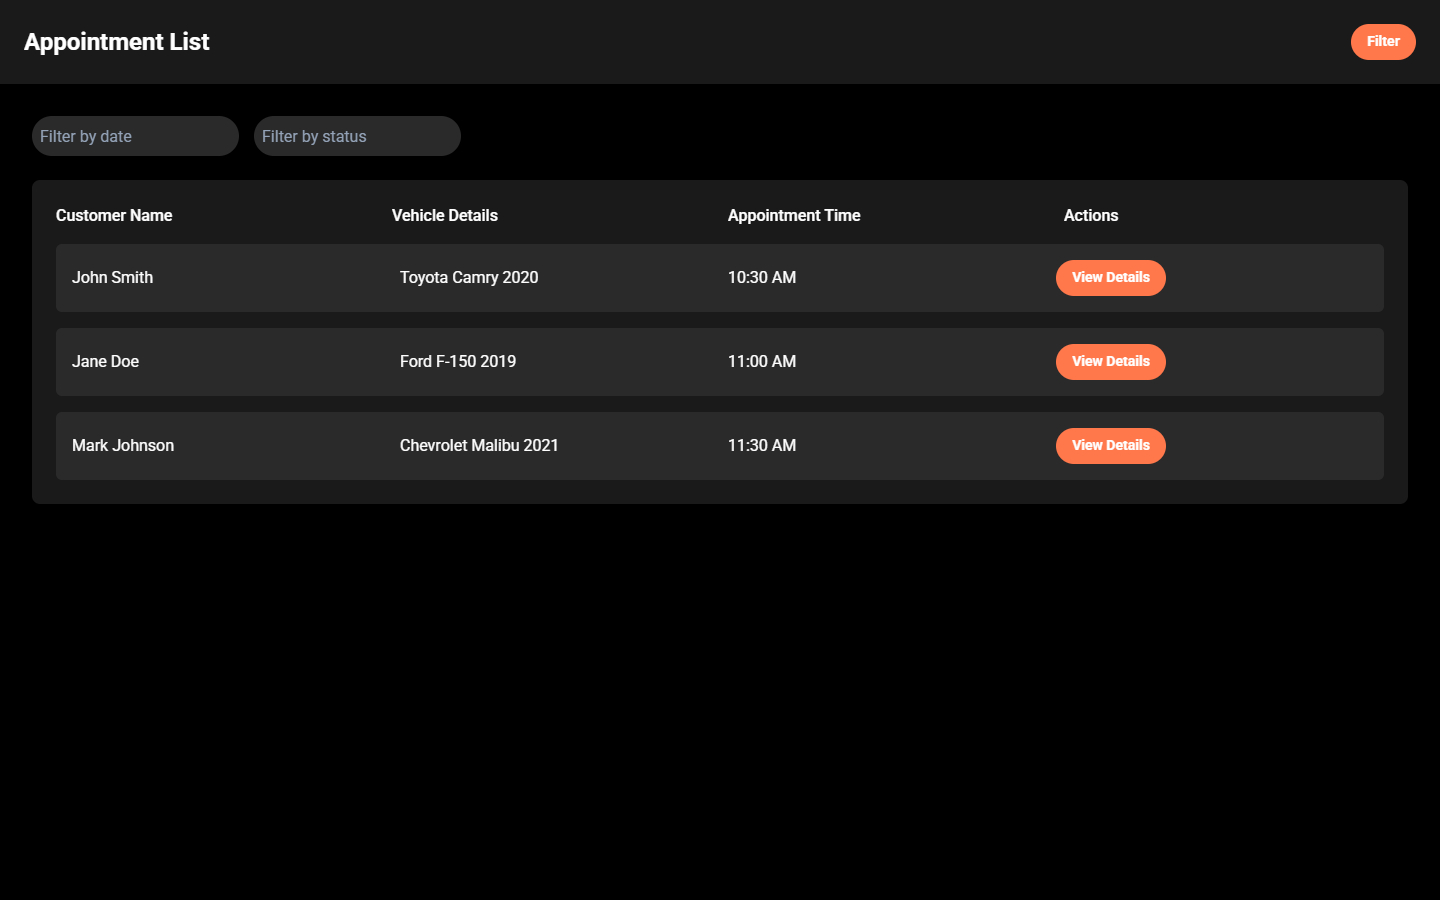 Appointment List
Filter
Filter by date
Filter by status
Customer Name Vehicle Details Appointment Time Actions
John Smith Toyota Camry 2020 10:30 AM View Details
Jane Doe Ford F-150 2019 11:00 AM View Details
Mark Johnson Chevrolet Malibu 2021 11:30 AM View Details